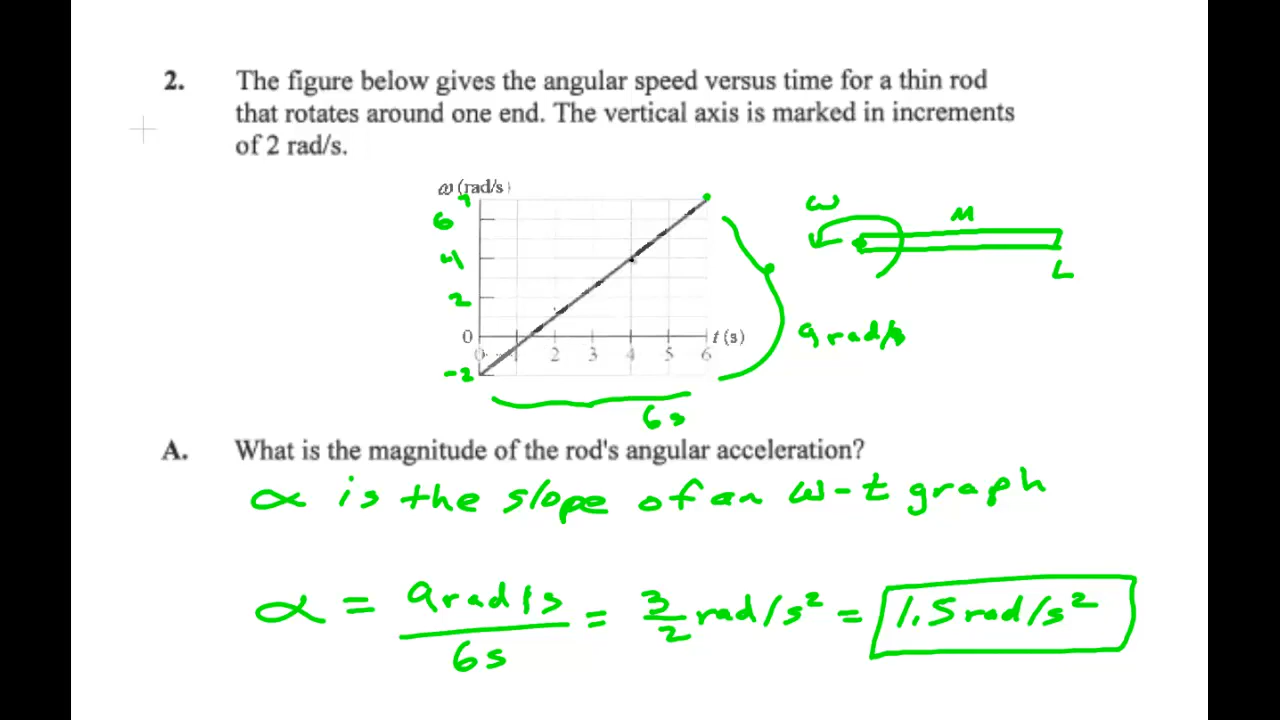 2. The figure below gives the angular speed versus time for a thin rod
that rotates around one end. The vertical axis is marked in increments
of 2 rad/s.
ω (rad/s)
7
6
4
2
0
-2
0 2 3 4 5 6
t (s)
9 rad/s
6s
ω
M
L
A. What is the magnitude of the rod's angular acceleration?
α is the slope of an ω-t graph
α = 9 rad/s / 6s = 3/2 rad/s² = 1.5 rad/s²